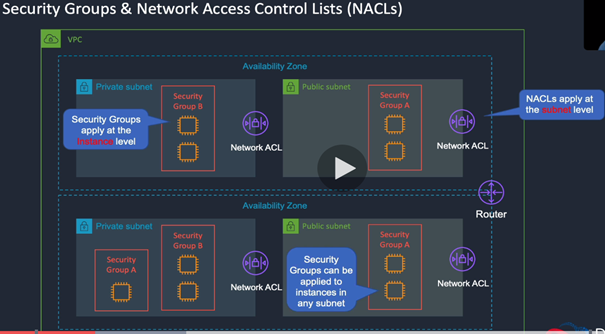 Security Groups & Network Access Control Lists (NACLs)
VPC
Availability Zone
Private subnet
Security
Group B
Security Groups
apply at the
instance level
Network ACL
Public subnet
Security
Group A
Network ACL
NACLs apply at
the subnet level
Router
Availability Zone
Private subnet
Security
Group A
Security
Group B
Network ACL
Public subnet
Security
Groups can be
applied to
instances in
any subnet
Security
Group A
Network ACL